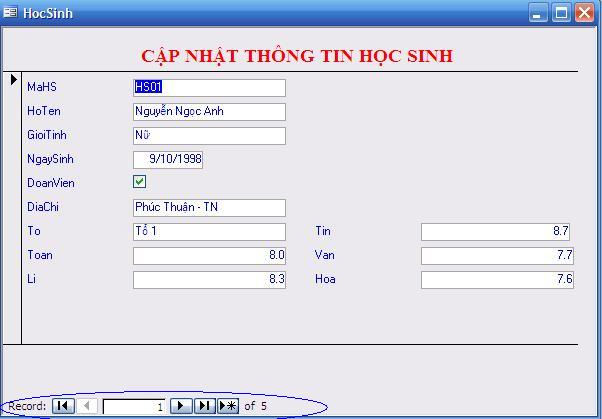 HocSinh
CẬP NHẬT THÔNG TIN HỌC SINH
MaHS HS01
HoTen Nguyễn Ngọc Anh
GioiTinh Nữ
NgaySinh 9/10/1998
DoanVien
DiaChi Phúc Thuận - TN
To Tổ 1 Tin 8.7
Toan 8.0 Van 7.7
Li 8.3 Hoa 7.6
Record: 1 of 5